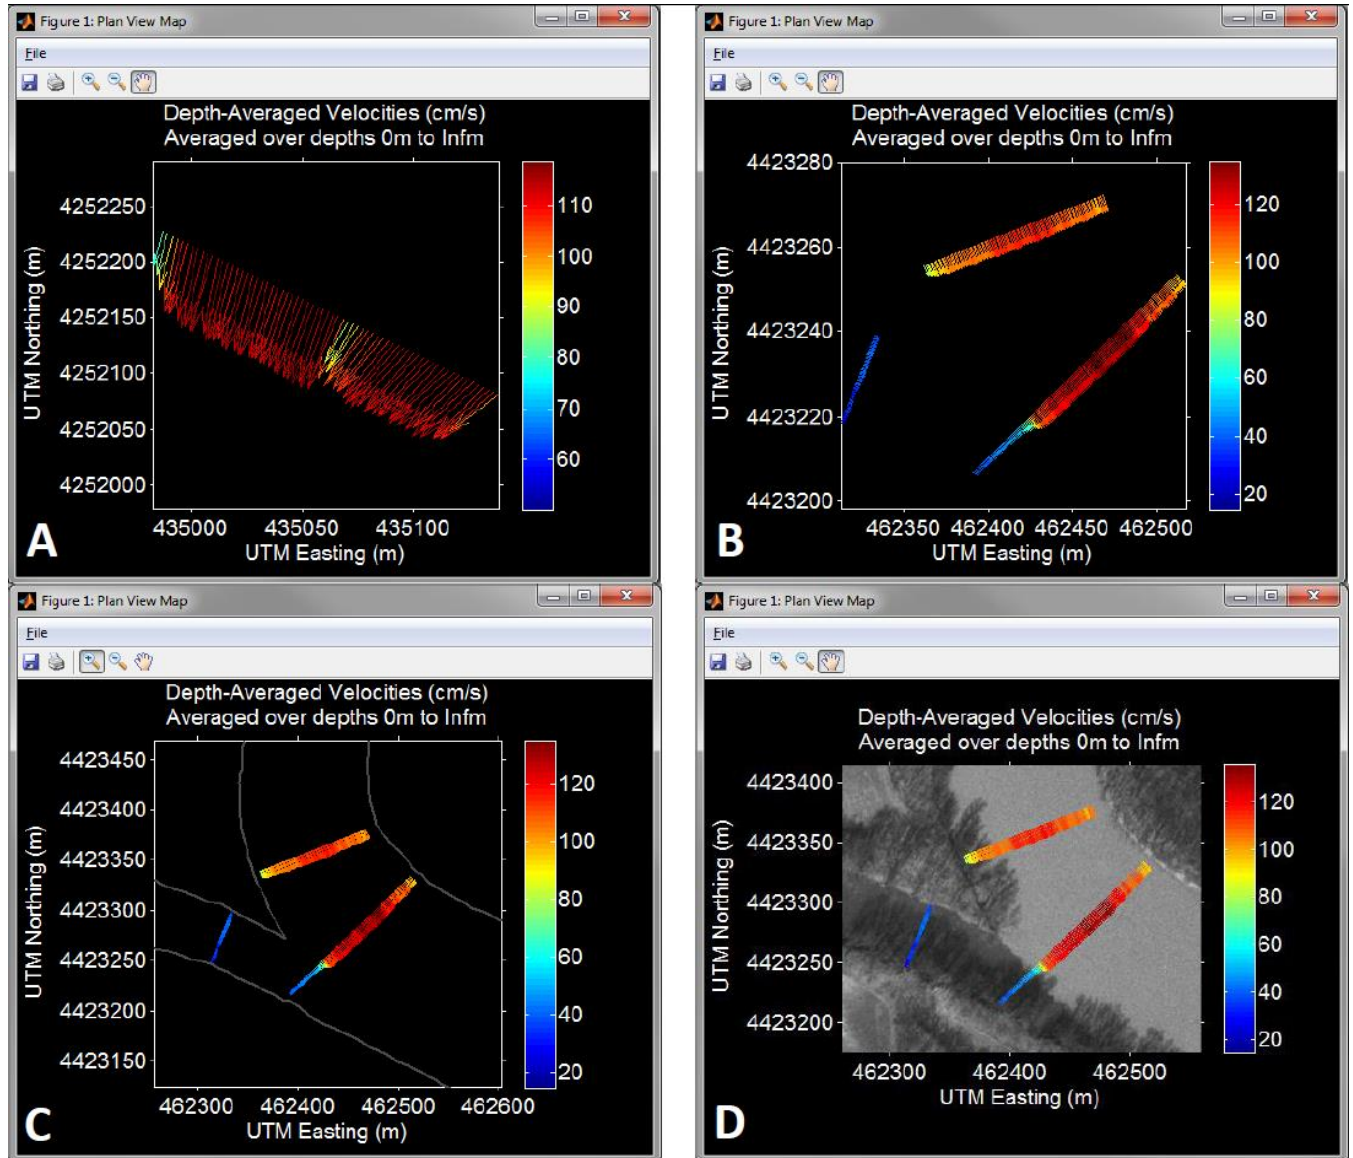 Figure 1: Plan View Map
File
Depth-Averaged Velocities (cm/s)
Averaged over depths 0m to Infm
UTM Northing (m)
4252250
4252200
4252150
4252100
4252050
4252000
435000 435050 435100
UTM Easting (m)
110
100
90
80
70
60
A
Figure 1: Plan View Map
File
Depth-Averaged Velocities (cm/s)
Averaged over depths 0m to Infm
UTM Northing (m)
4423280
4423260
4423240
4423220
4423200
462350 462400 462450 462500
UTM Easting (m)
120
100
80
60
40
20
B
Figure 1: Plan View Map
File
Depth-Averaged Velocities (cm/s)
Averaged over depths 0m to Infm
UTM Northing (m)
4423450
4423400
4423350
4423300
4423250
4423200
4423150
462300 462400 462500 462600
UTM Easting (m)
120
100
80
60
40
20
C
Figure 1: Plan View Map
File
Depth-Averaged Velocities (cm/s)
Averaged over depths 0m to Infm
UTM Northing (m)
4423400
4423350
4423300
4423250
4423200
462300 462400 462500
UTM Easting (m)
120
100
80
60
40
20
D